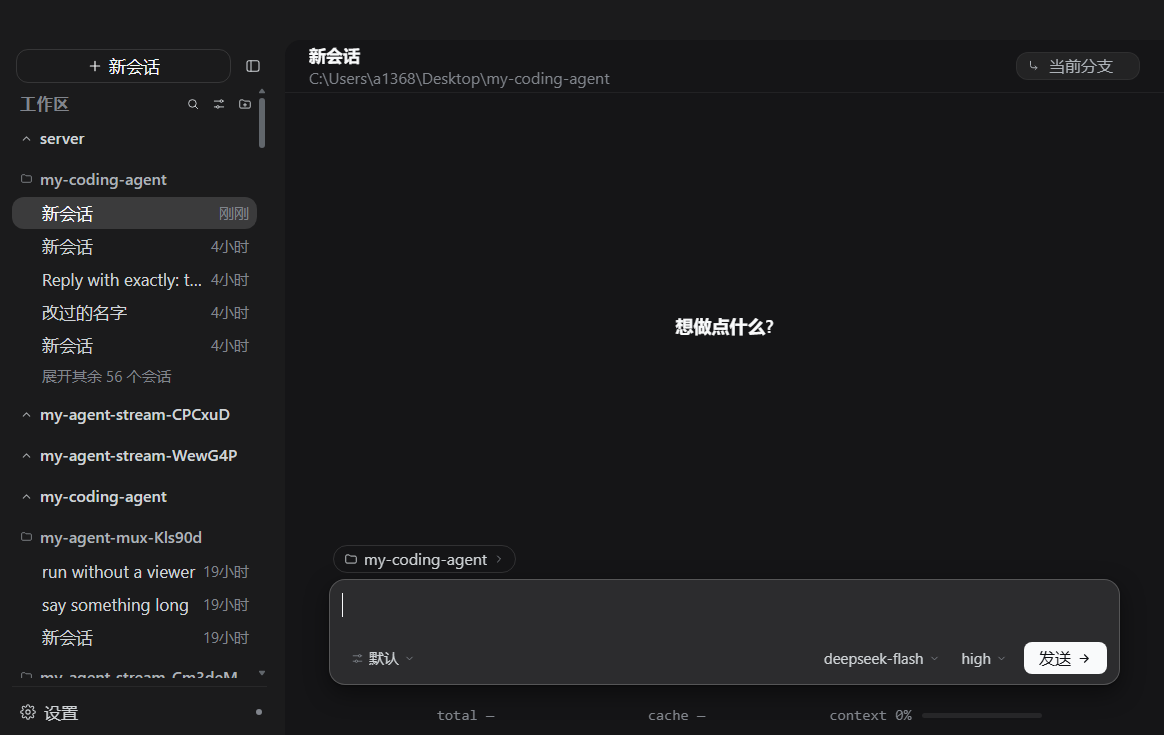 + 新会话
工作区
server
my-coding-agent
新会话 刚刚
新会话 4小时
Reply with exactly: t... 4小时
改过的名字 4小时
新会话 4小时
展开其余 56 个会话
my-agent-stream-CPCxuD
my-agent-stream-WewG4P
my-coding-agent
my-agent-mux-Kls90d
run without a viewer 19小时
say something long 19小时
新会话 19小时
my-agent-stream-Cm3deM
设置
新会话
C:\Users\a1368\Desktop\my-coding-agent
当前分支
想做点什么?
my-coding-agent
默认
deepseek-flash
high
发送 →
total —
cache —
context 0%